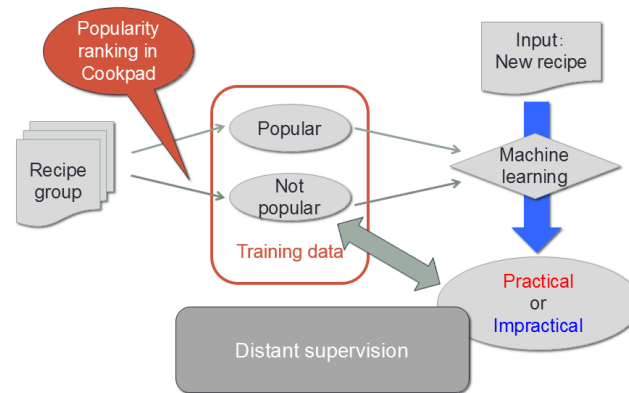 Popularity
ranking in
Cookpad
Input:
New recipe
Popular
Recipe
group
Machine
learning
Not
popular
Training data
Practical
or
Impractical
Distant supervision